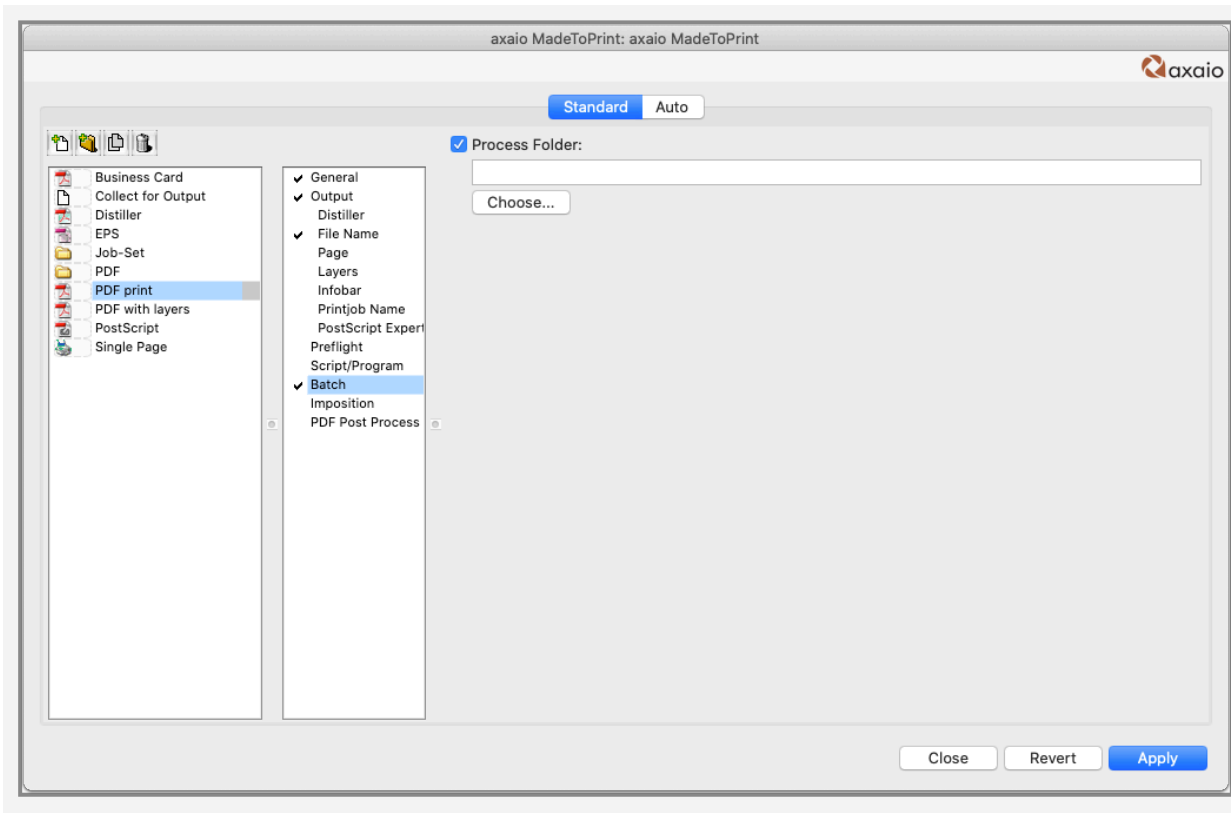 axaio MadeToPrint: axaio MadeToPrint
axaio
Standard Auto
Process Folder:
Choose...
Business Card
Collect for Output
Distiller
EPS
Job-Set
PDF
PDF print
PDF with layers
PostScript
Single Page
General
Output
Distiller
File Name
Page
Layers
Infobar
Printjob Name
PostScript Expert
Preflight
Script/Program
Batch
Imposition
PDF Post Process
Close Revert Apply